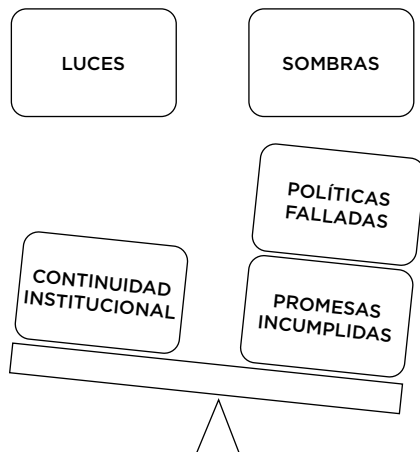 LUCES
SOMBRAS
POLÍTICAS
FALLADAS
CONTINUIDAD
INSTITUCIONAL
PROMESAS
INCUMPLIDAS